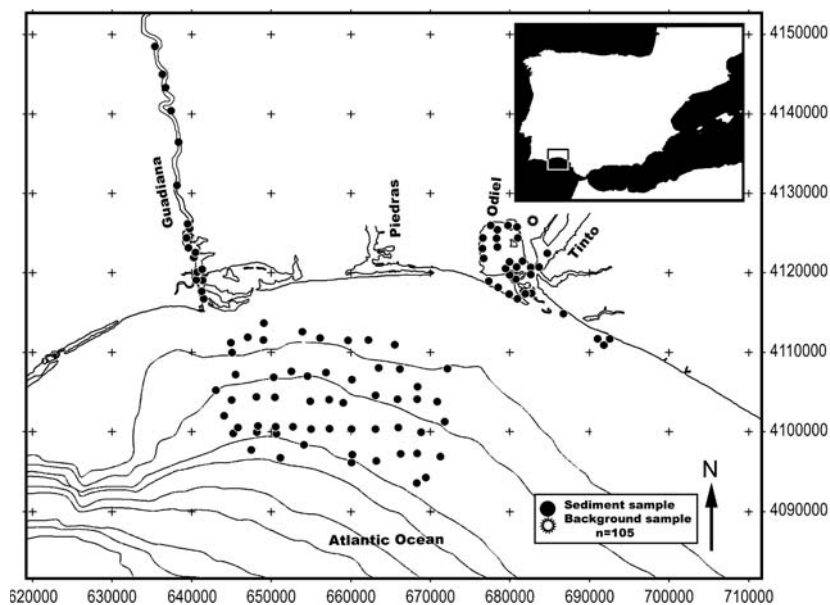 4150000
4140000
4130000
4120000
4110000
4100000
4090000
Guadiana
Piedras
Odiel
Tinto
N
Sediment sample
Background sample
n=105
Atlantic Ocean
620000 630000 640000 650000 660000 670000 680000 690000 700000 710000